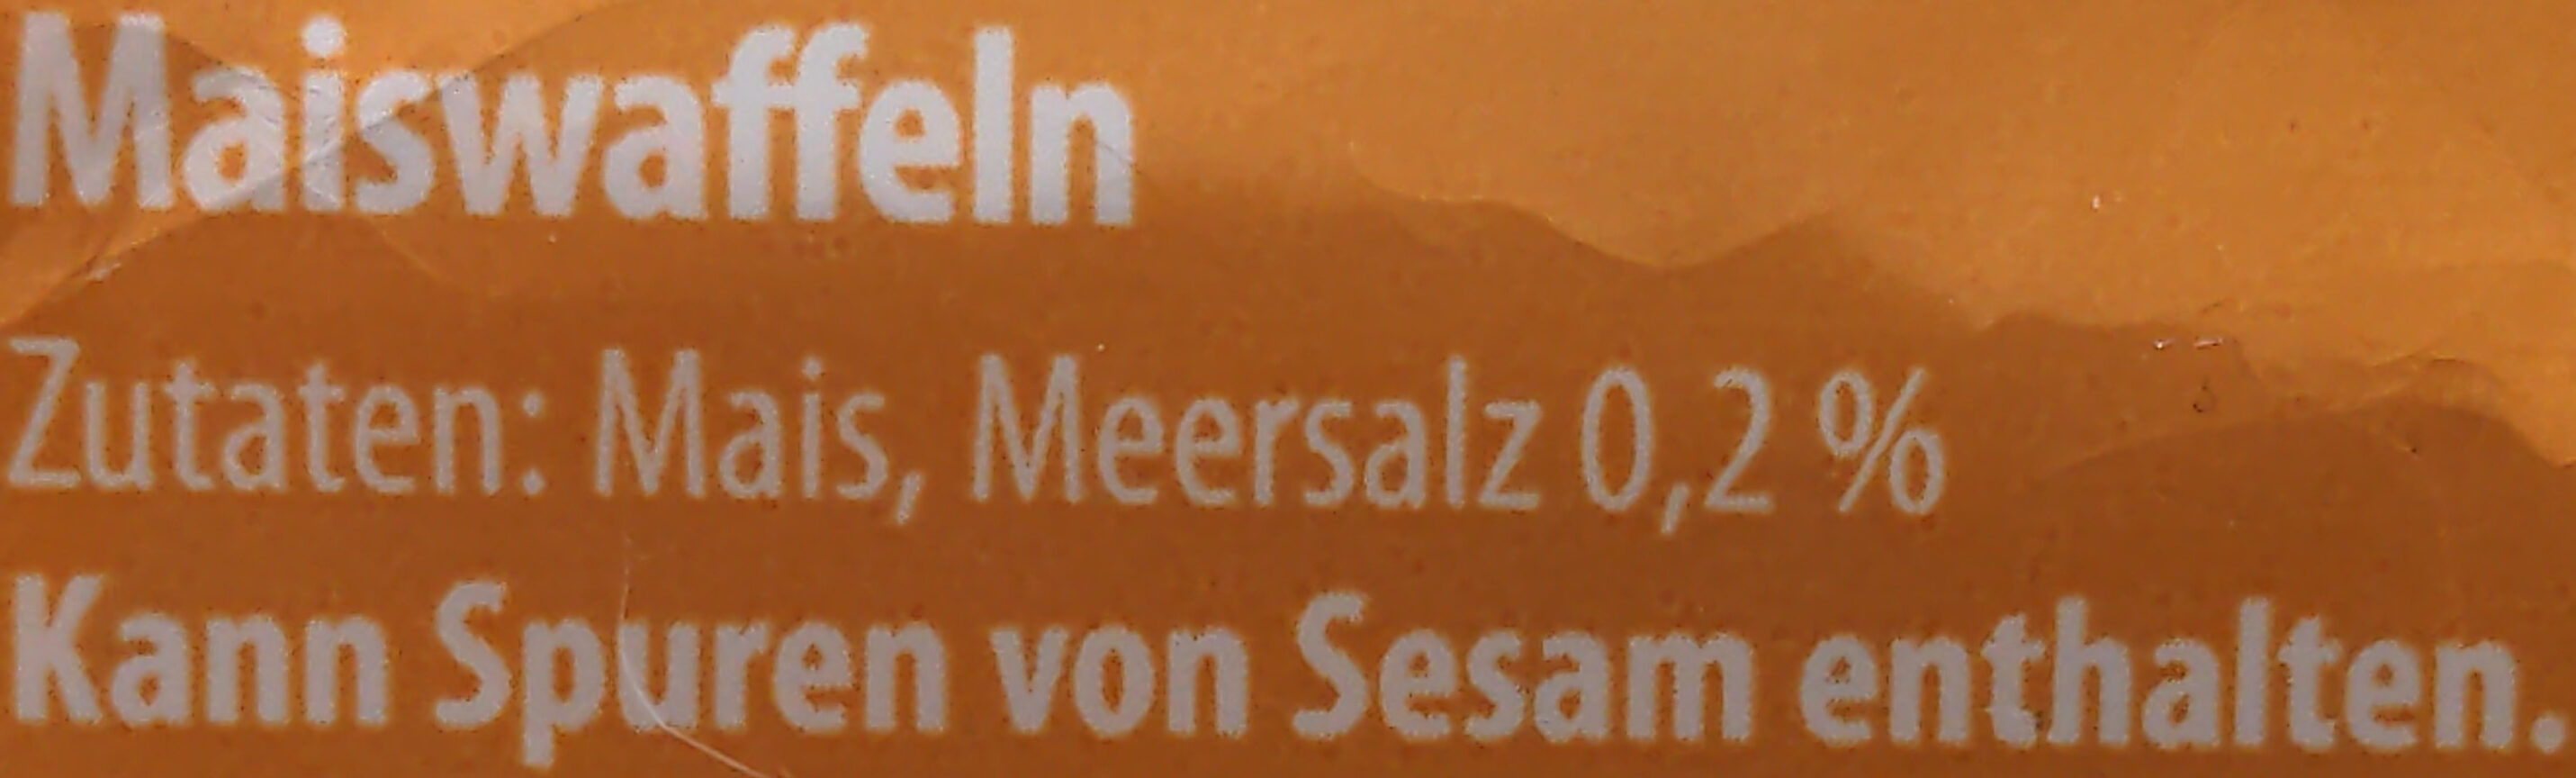 Maiswaffeln
Zutaten: Mais, Meersalz 0,2 %
Kann Spuren von Sesam enthalten.